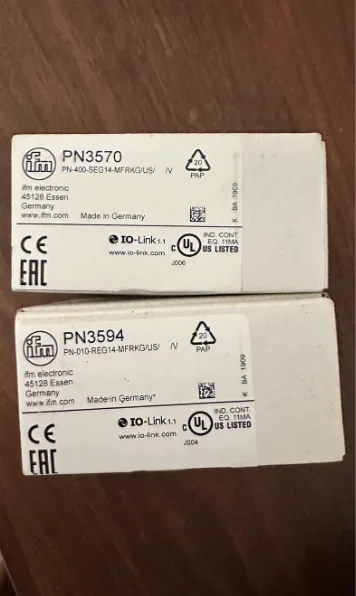 ifm
PN3570
PN-400-SEG14-MFRKG/US/ /V
20
PAP
ifm electronic
45128 Essen
Germany
www.ifm.com Made in Germany
K BA 1909
CE
EAC
IO-Link 1.1
www.io-link.com
J006
C UL US LISTED
IND. CONT.
EQ. 11MA
ifm
PN3594
PN-010-REG14-MFRKG/US/ /V
20
PAP
ifm electronic
45128 Essen
Germany
www.ifm.com Made in Germany
K BA 1909
CE
EAC
IO-Link 1.1
www.io-link.com
J004
C UL US LISTED
IND. CONT.
EQ. 11MA